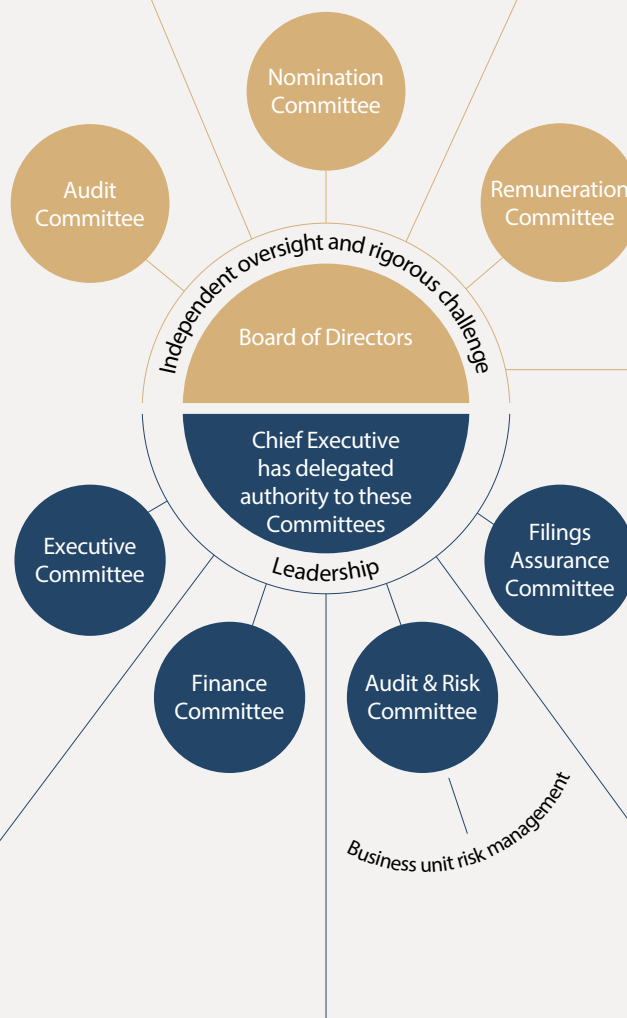 Nomination
Committee
Audit
Committee
Remuneration
Committee
Independent oversight and rigorous challenge
Board of Directors
Chief Executive
has delegated
authority to these
Committees
Leadership
Executive
Committee
Filings
Assurance
Committee
Finance
Committee
Audit & Risk
Committee
Business unit risk management